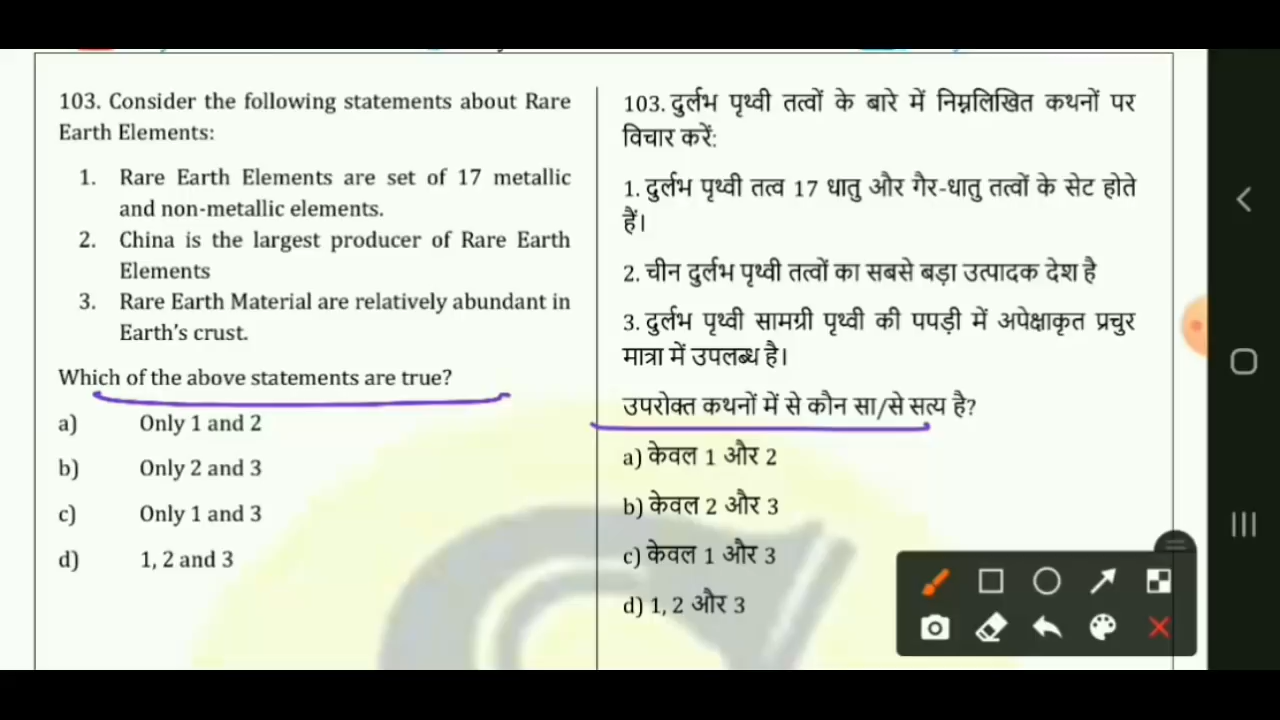 103. Consider the following statements about Rare
Earth Elements:
1. Rare Earth Elements are set of 17 metallic
and non-metallic elements.
2. China is the largest producer of Rare Earth
Elements
3. Rare Earth Material are relatively abundant in
Earth's crust.
Which of the above statements are true?
a) Only 1 and 2
b) Only 2 and 3
c) Only 1 and 3
d) 1, 2 and 3
103. दुर्लभ पृथ्वी तत्वों के बारे में निम्नलिखित कथनों पर
विचार करें:
1. दुर्लभ पृथ्वी तत्व 17 धातु और गैर-धातु तत्वों के सेट होते
हैं।
2. चीन दुर्लभ पृथ्वी तत्वों का सबसे बड़ा उत्पादक देश है
3. दुर्लभ पृथ्वी सामग्री पृथ्वी की पपड़ी में अपेक्षाकृत प्रचुर
मात्रा में उपलब्ध है।
उपरोक्त कथनों में से कौन सा/से सत्य है?
a) केवल 1 और 2
b) केवल 2 और 3
c) केवल 1 और 3
d) 1, 2 और 3